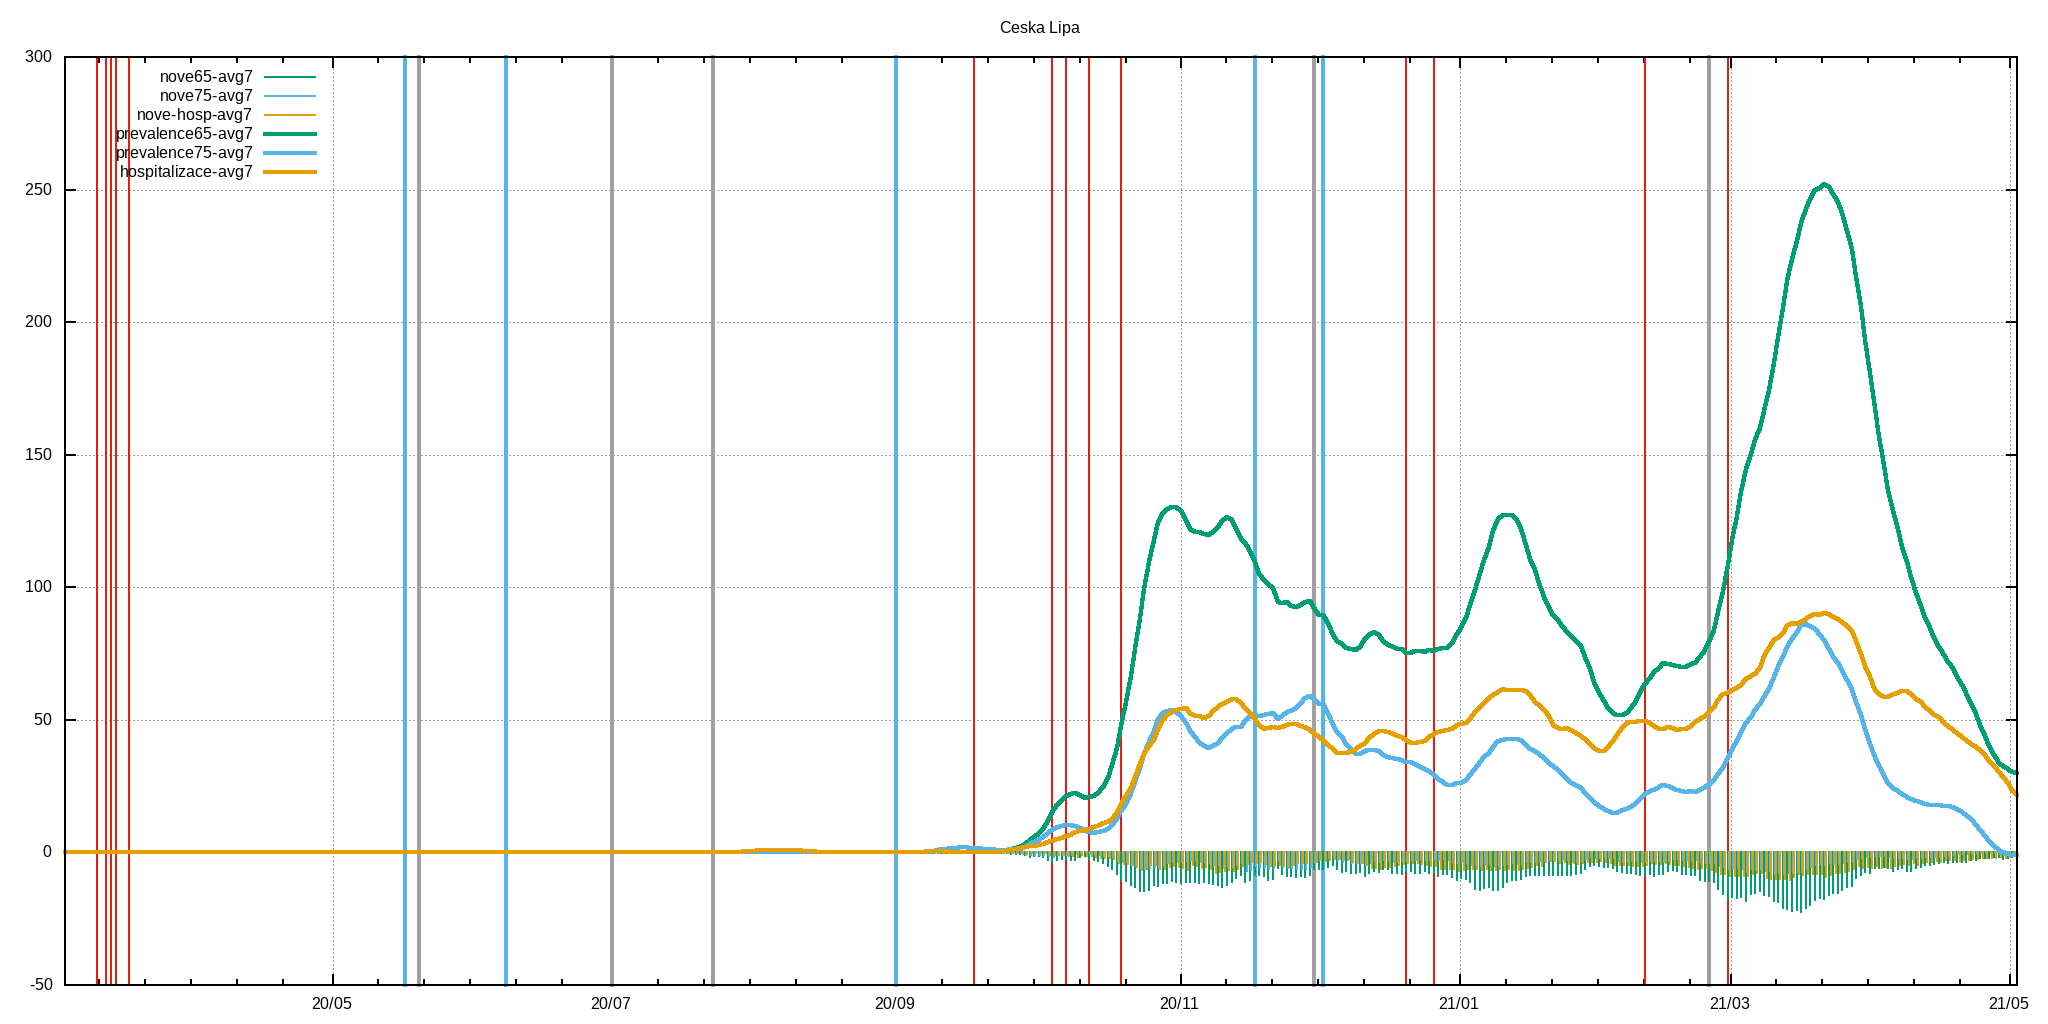 Ceska Lipa
300
nove65-avg7
nove75-avg7
nove-hosp-avg7
prevalence65-avg7
prevalence75-avg7
hospitalizace-avg7
250
200
150
100
50
0
-50
20/05 20/07 20/09 20/11 21/01 21/03 21/05